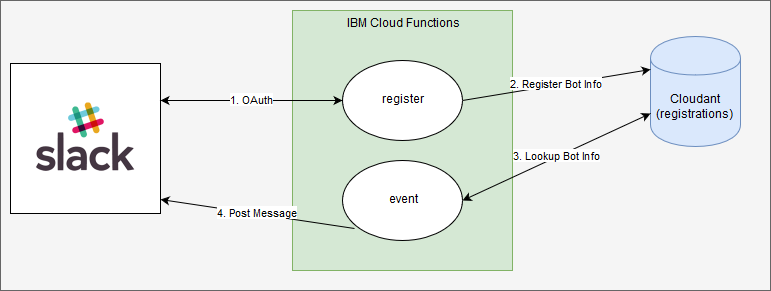 IBM Cloud Functions
slack
1. OAuth
register
2. Register Bot Info
Cloudant
(registrations)
3. Lookup Bot Info
event
4. Post Message